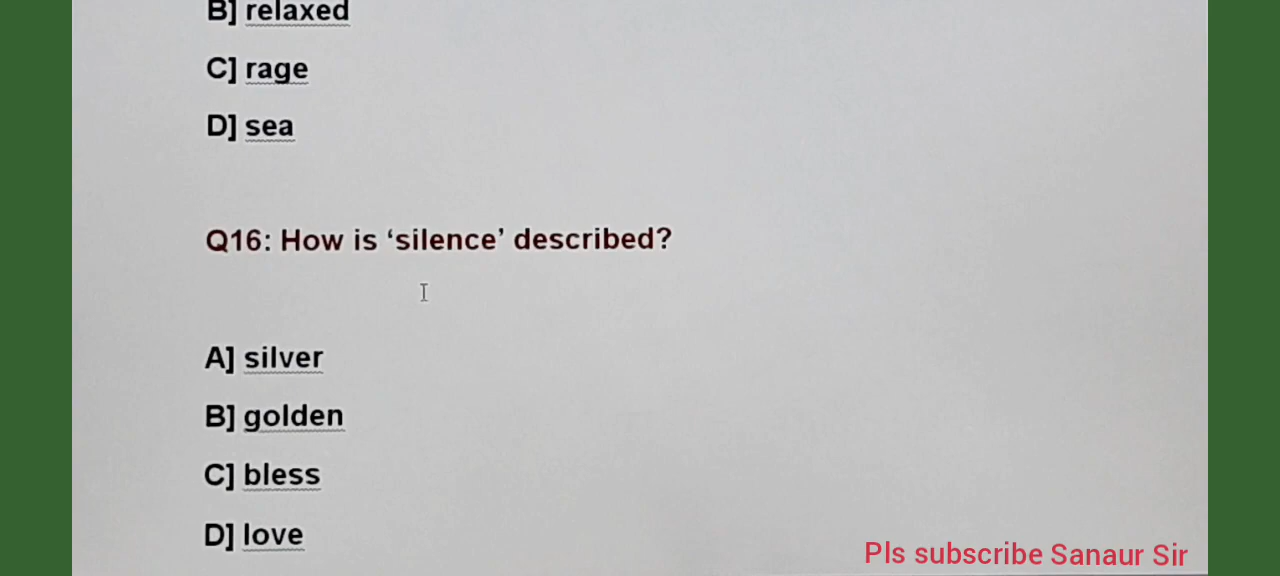 B] relaxed
C] rage
D] sea
Q16: How is ‘silence’ described?
A] silver
B] golden
C] bless
D] love
Pls subscribe Sanaur Sir